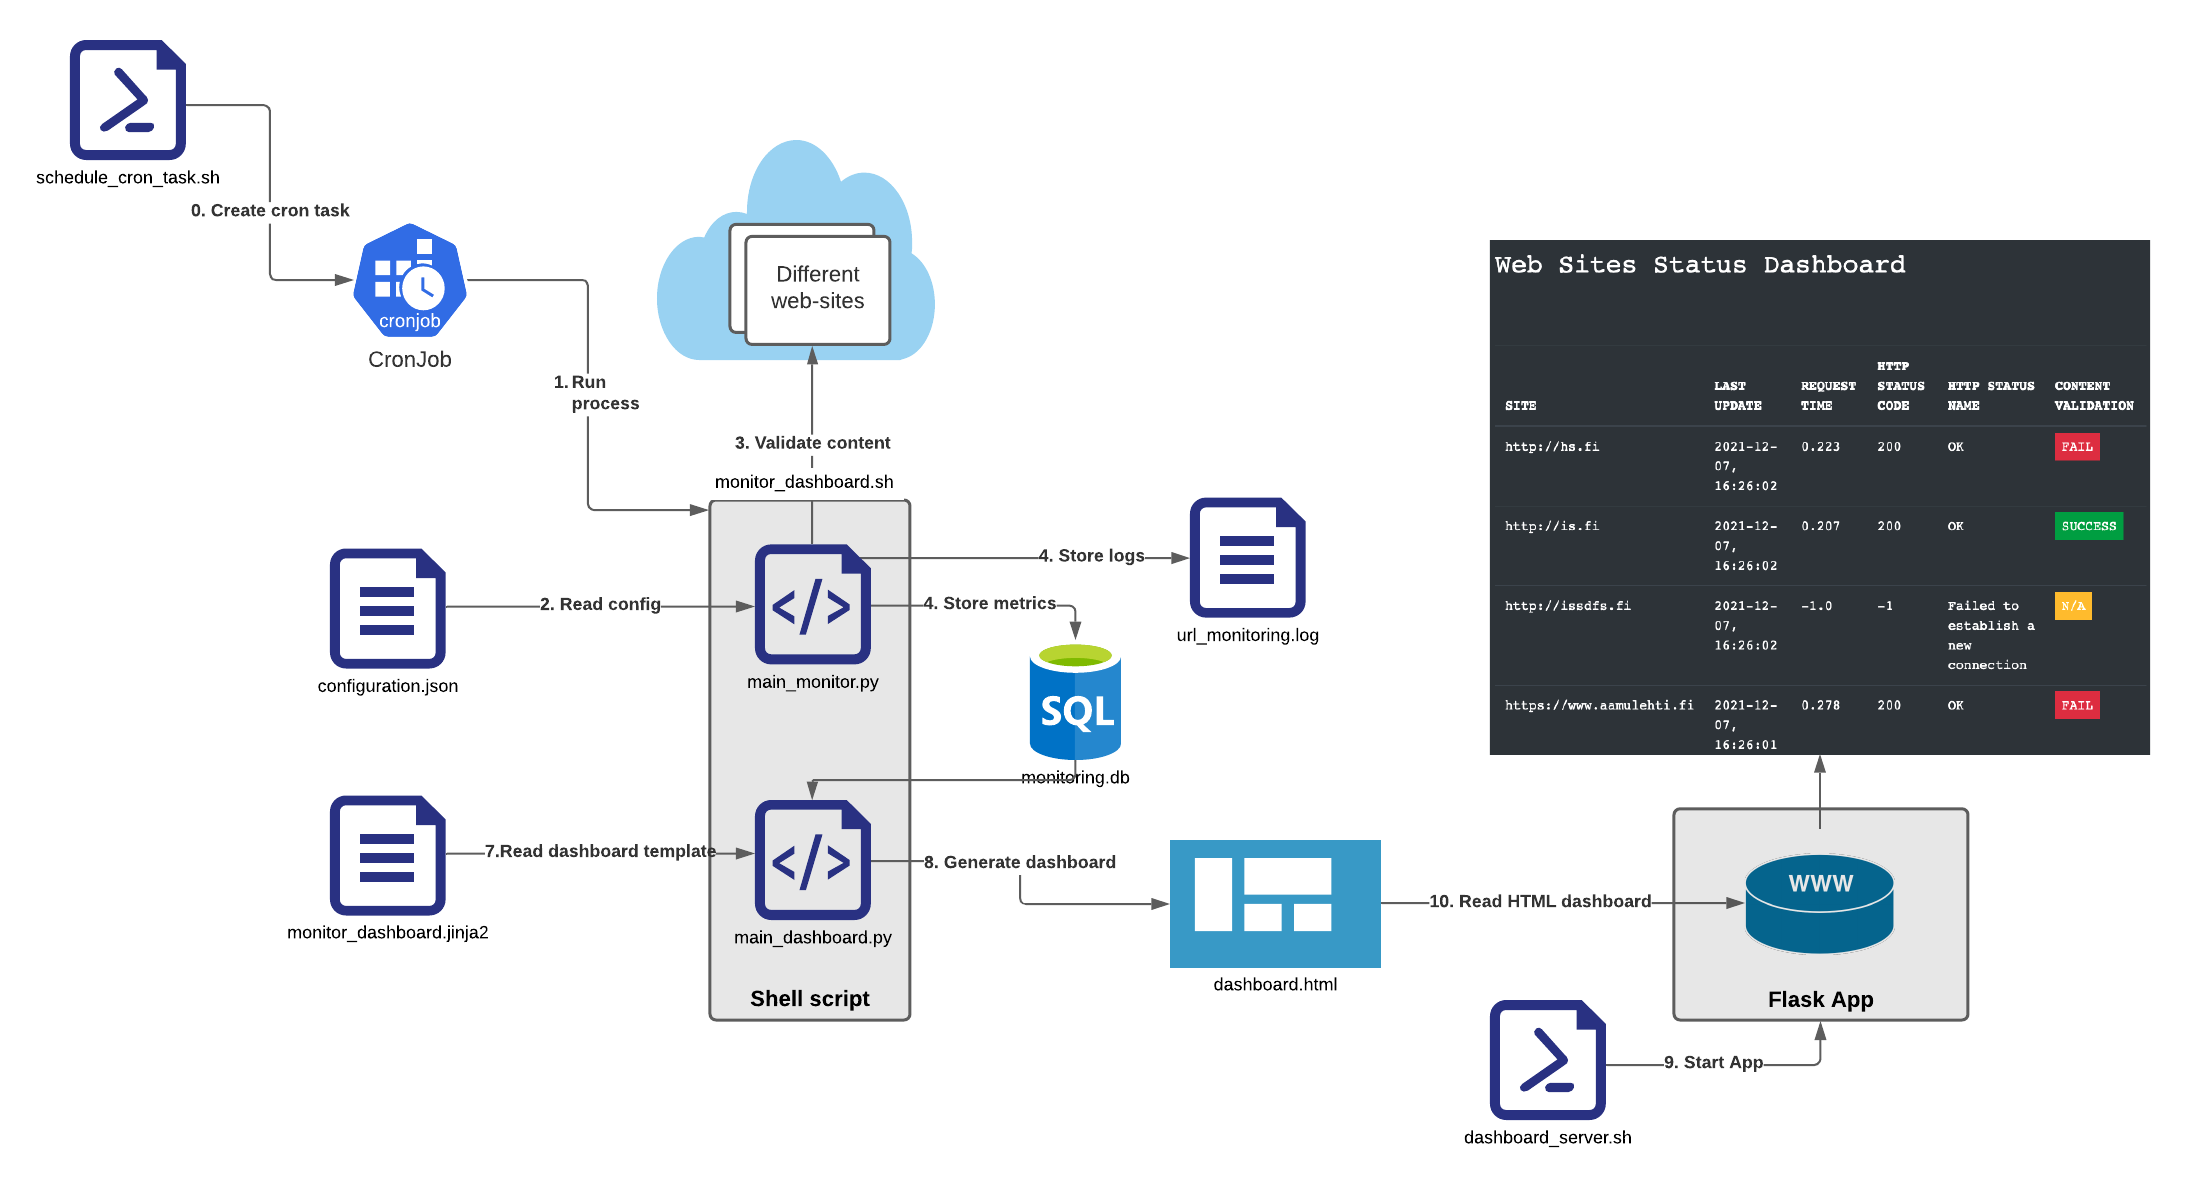 schedule_cron_task.sh
0. Create cron task
cronjob
CronJob
1. Run
process
Different
web-sites
3. Validate content
monitor_dashboard.sh
2. Read config
configuration.json
main_monitor.py
4. Store logs
url_monitoring.log
4. Store metrics
SQL
monitoring.db
7.Read dashboard template
monitor_dashboard.jinja2
main_dashboard.py
Shell script
8. Generate dashboard
dashboard.html
10. Read HTML dashboard
WWW
Flask App
9. Start App
dashboard_server.sh
Web Sites Status Dashboard
SITE
LAST
UPDATE
REQUEST
TIME
HTTP
STATUS
CODE
HTTP STATUS
NAME
CONTENT
VALIDATION
http://hs.fi
2021-12-
07,
16:26:02
0.223
200
OK
FAIL
http://is.fi
2021-12-
07,
16:26:02
0.207
200
OK
SUCCESS
http://issdfs.fi
2021-12-
07,
16:26:02
-1.0
-1
Failed to
establish a
new
connection
N/A
https://www.aamulehti.fi
2021-12-
07,
16:26:01
0.278
200
OK
FAIL